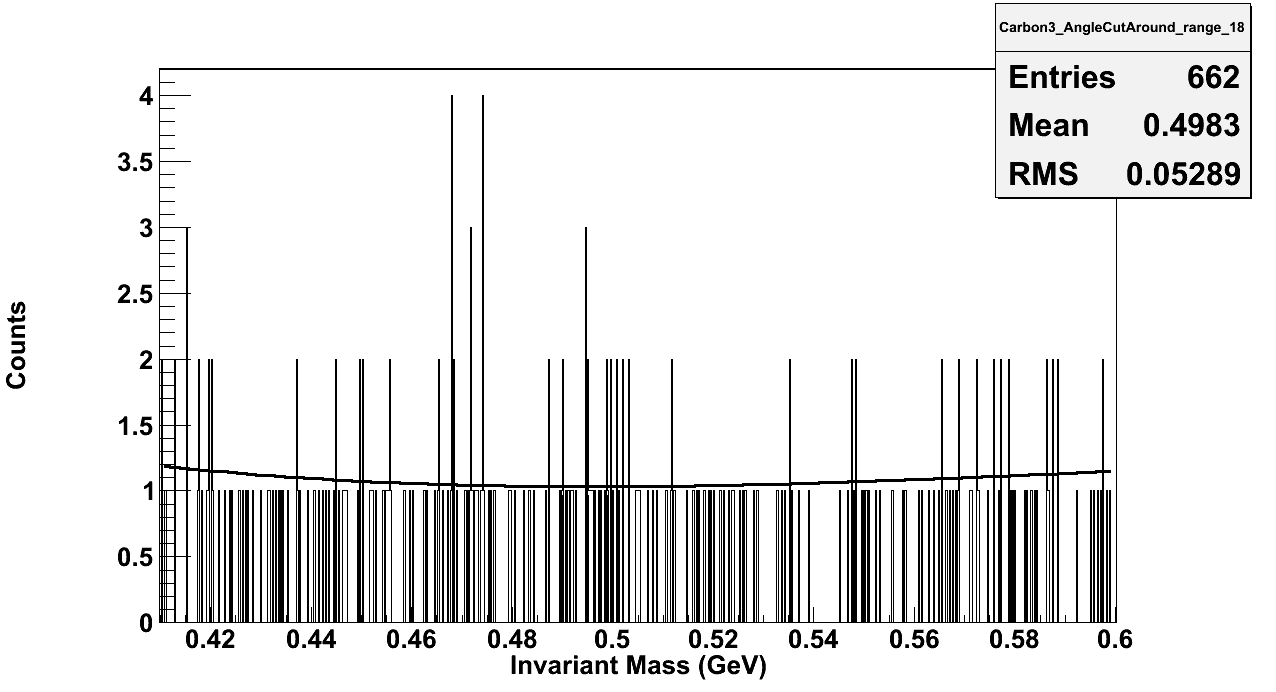 Carbon3_AngleCutAround_range_18
Entries 662
Mean 0.4983
RMS 0.05289
4
3.5
3
2.5
2
1.5
1
0.5
0
Counts
0.42 0.44 0.46 0.48 0.5 0.52 0.54 0.56 0.58 0.6
Invariant Mass (GeV)